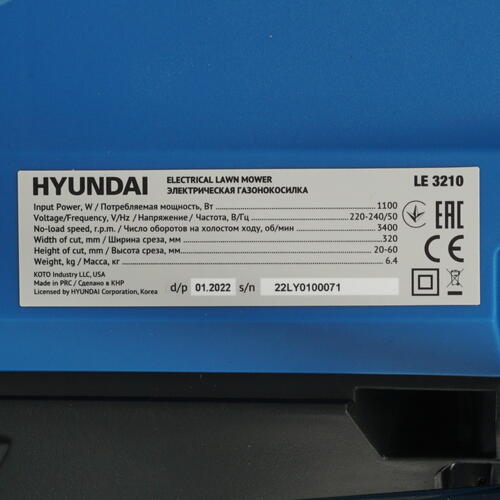 HYUNDAI ELECTRICAL LAWN MOWER LE 3210
ЭЛЕКТРИЧЕСКАЯ ГАЗОНОКОСИЛКА
Input Power, W / Потребляемая мощность, Вт 1100
Voltage/Frequency, V/Hz / Напряжение / Частота, В/Гц 220-240/50
No-load speed, r.p.m. / Число оборотов на холостом ходу, об/мин 3400
Width of cut, mm / Ширина среза, мм 320
Height of cut, mm / Высота среза, мм 20-60
Weight, kg / Масса, кг 6.4
EAC
CE
KOTO Industry LLC, USA
Made in PRC / Сделано в КНР
Licensed by HYUNDAI Corporation, Korea
d/p 01.2022 s/n 22LY0100071